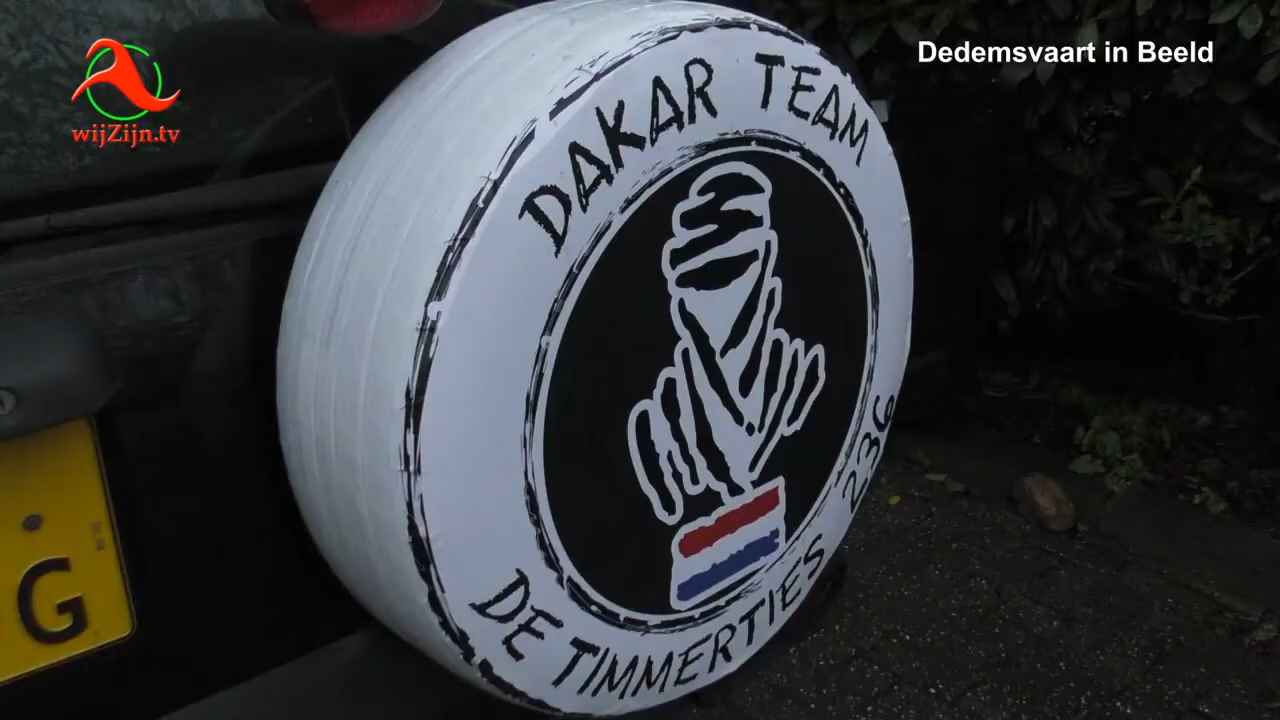 wijZijn.tv
Dedemsvaart in Beeld
DAKAR TEAM
DE TIMMERTIES 236
G